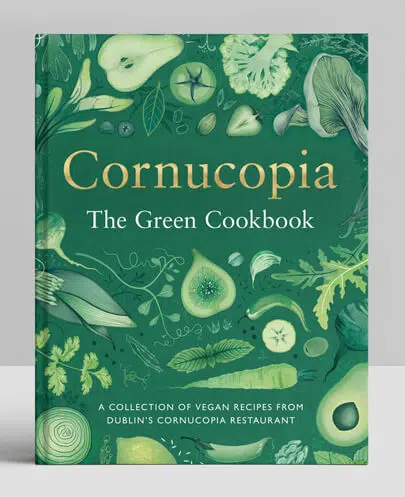 Cornucopia
The Green Cookbook
A COLLECTION OF VEGAN RECIPES FROM
DUBLIN'S CORNUCOPIA RESTAURANT